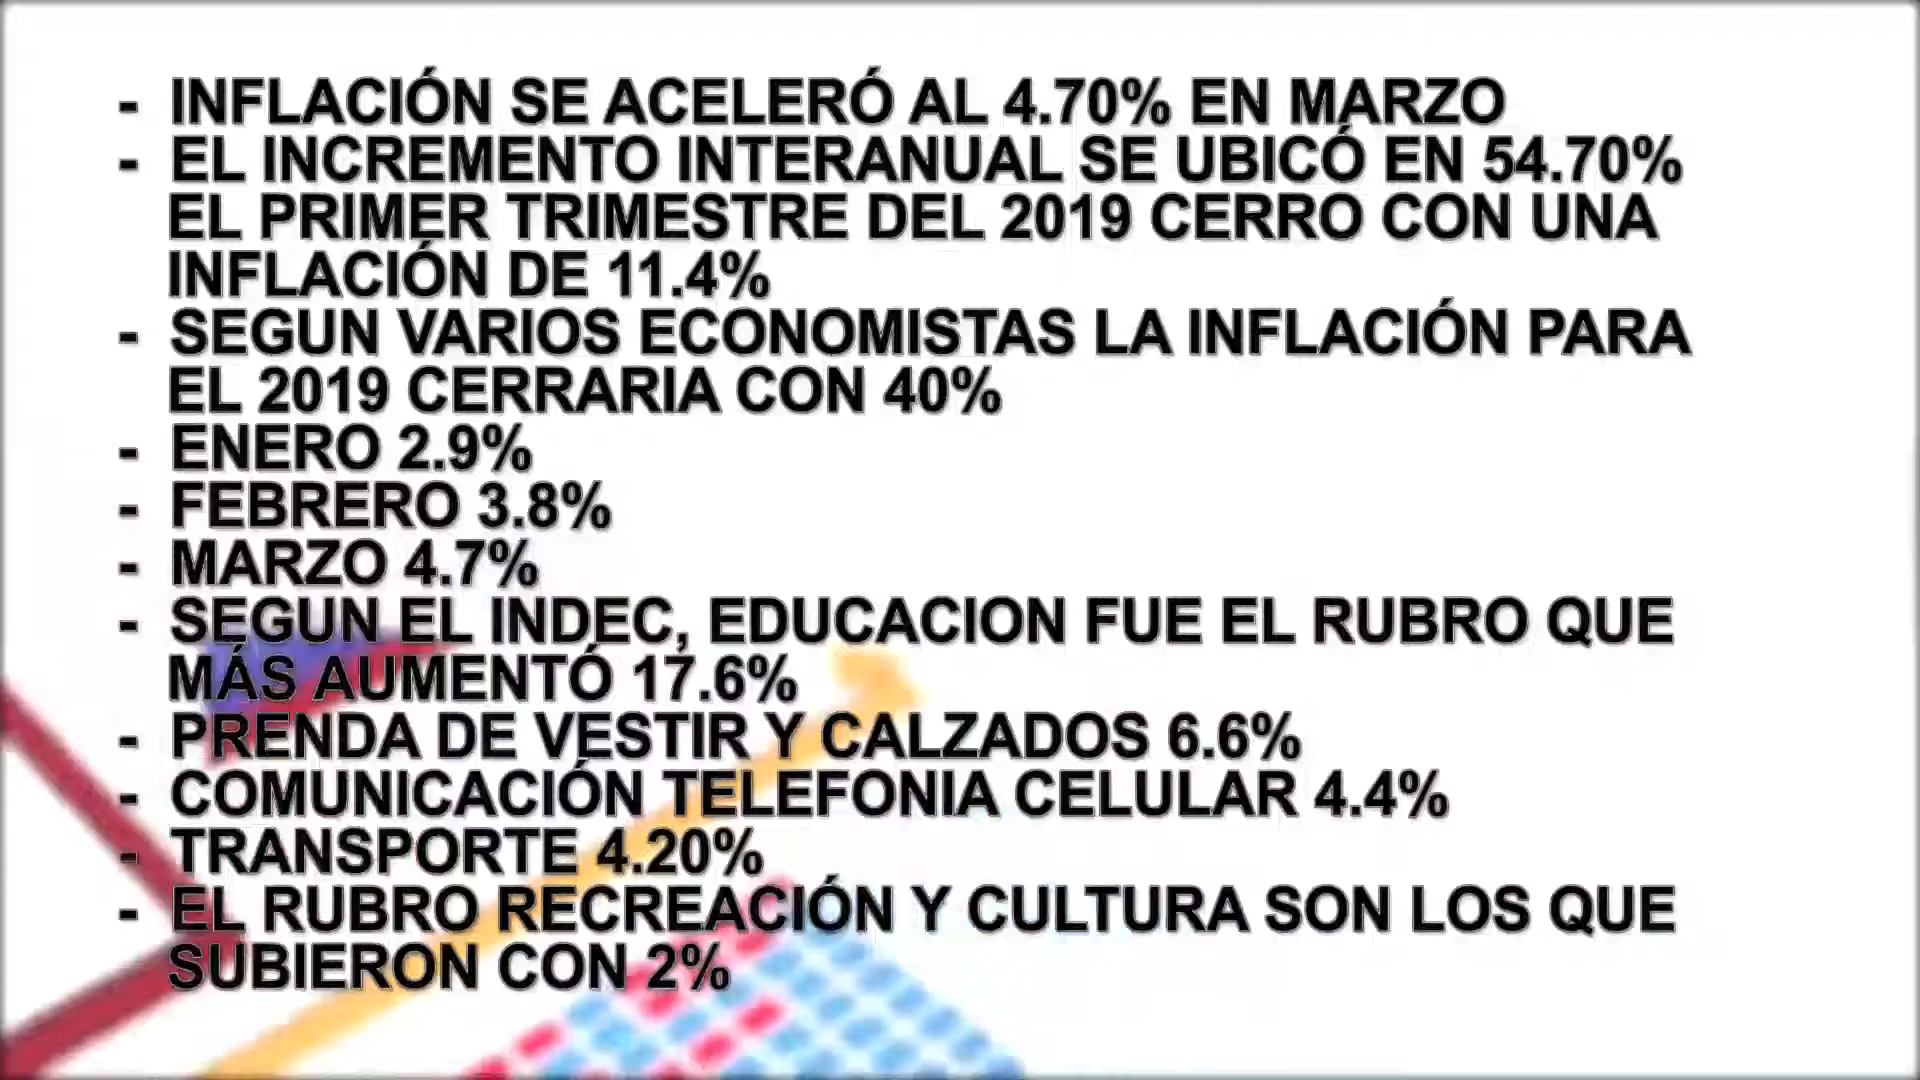 - INFLACIÓN SE ACELERÓ AL 4.70% EN MARZO
- EL INCREMENTO INTERANUAL SE UBICÓ EN 54.70%
EL PRIMER TRIMESTRE DEL 2019 CERRO CON UNA
INFLACIÓN DE 11.4%
- SEGUN VARIOS ECONOMISTAS LA INFLACIÓN PARA
EL 2019 CERRARIA CON 40%
- ENERO 2.9%
- FEBRERO 3.8%
- MARZO 4.7%
- SEGUN EL INDEC, EDUCACION FUE EL RUBRO QUE
MÁS AUMENTÓ 17.6%
- PRENDA DE VESTIR Y CALZADOS 6.6%
- COMUNICACIÓN TELEFONIA CELULAR 4.4%
- TRANSPORTE 4.20%
- EL RUBRO RECREACIÓN Y CULTURA SON LOS QUE
SUBIERON CON 2%